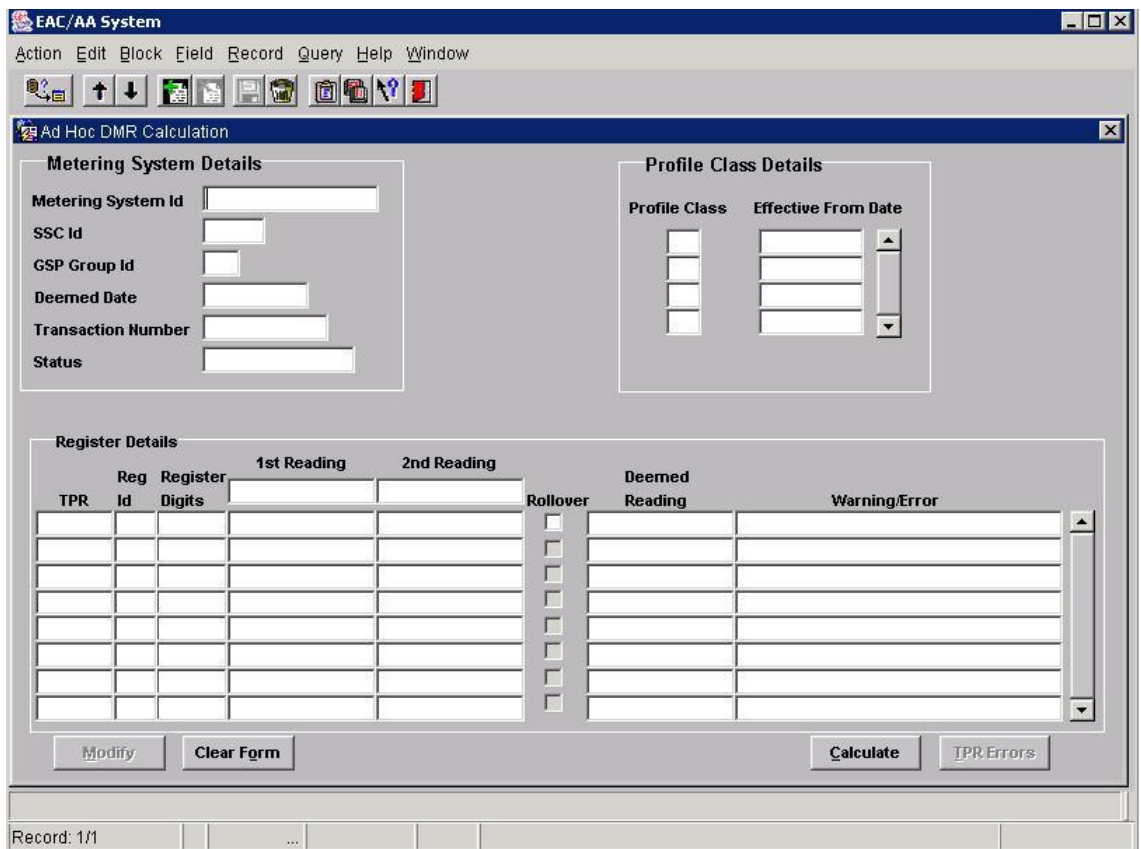 EAC/AA System
Action Edit Block Field Record Query Help Window
Ad Hoc DMR Calculation
Metering System Details
Metering System Id
SSC Id
GSP Group Id
Deemed Date
Transaction Number
Status
Profile Class Details
Profile Class Effective From Date
Register Details
1st Reading 2nd Reading
Reg Register Deemed
TPR Id Digits Rollover Reading Warning/Error
Modify Clear Form Calculate TPR Errors
Record: 1/1 ...